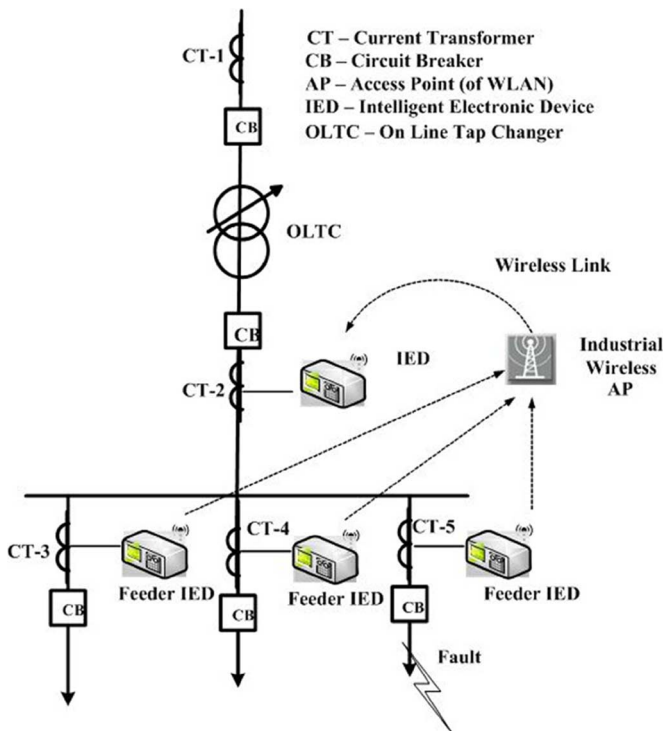 CT – Current Transformer
CT-1
CB – Circuit Breaker
AP – Access Point (of WLAN)
IED – Intelligent Electronic Device
OLTC – On Line Tap Changer
CB
OLTC
Wireless Link
CB
IED
Industrial
Wireless
AP
CT-2
CT-3
CT-4
CT-5
Feeder IED
Feeder IED
Feeder IED
CB
CB
CB
Fault